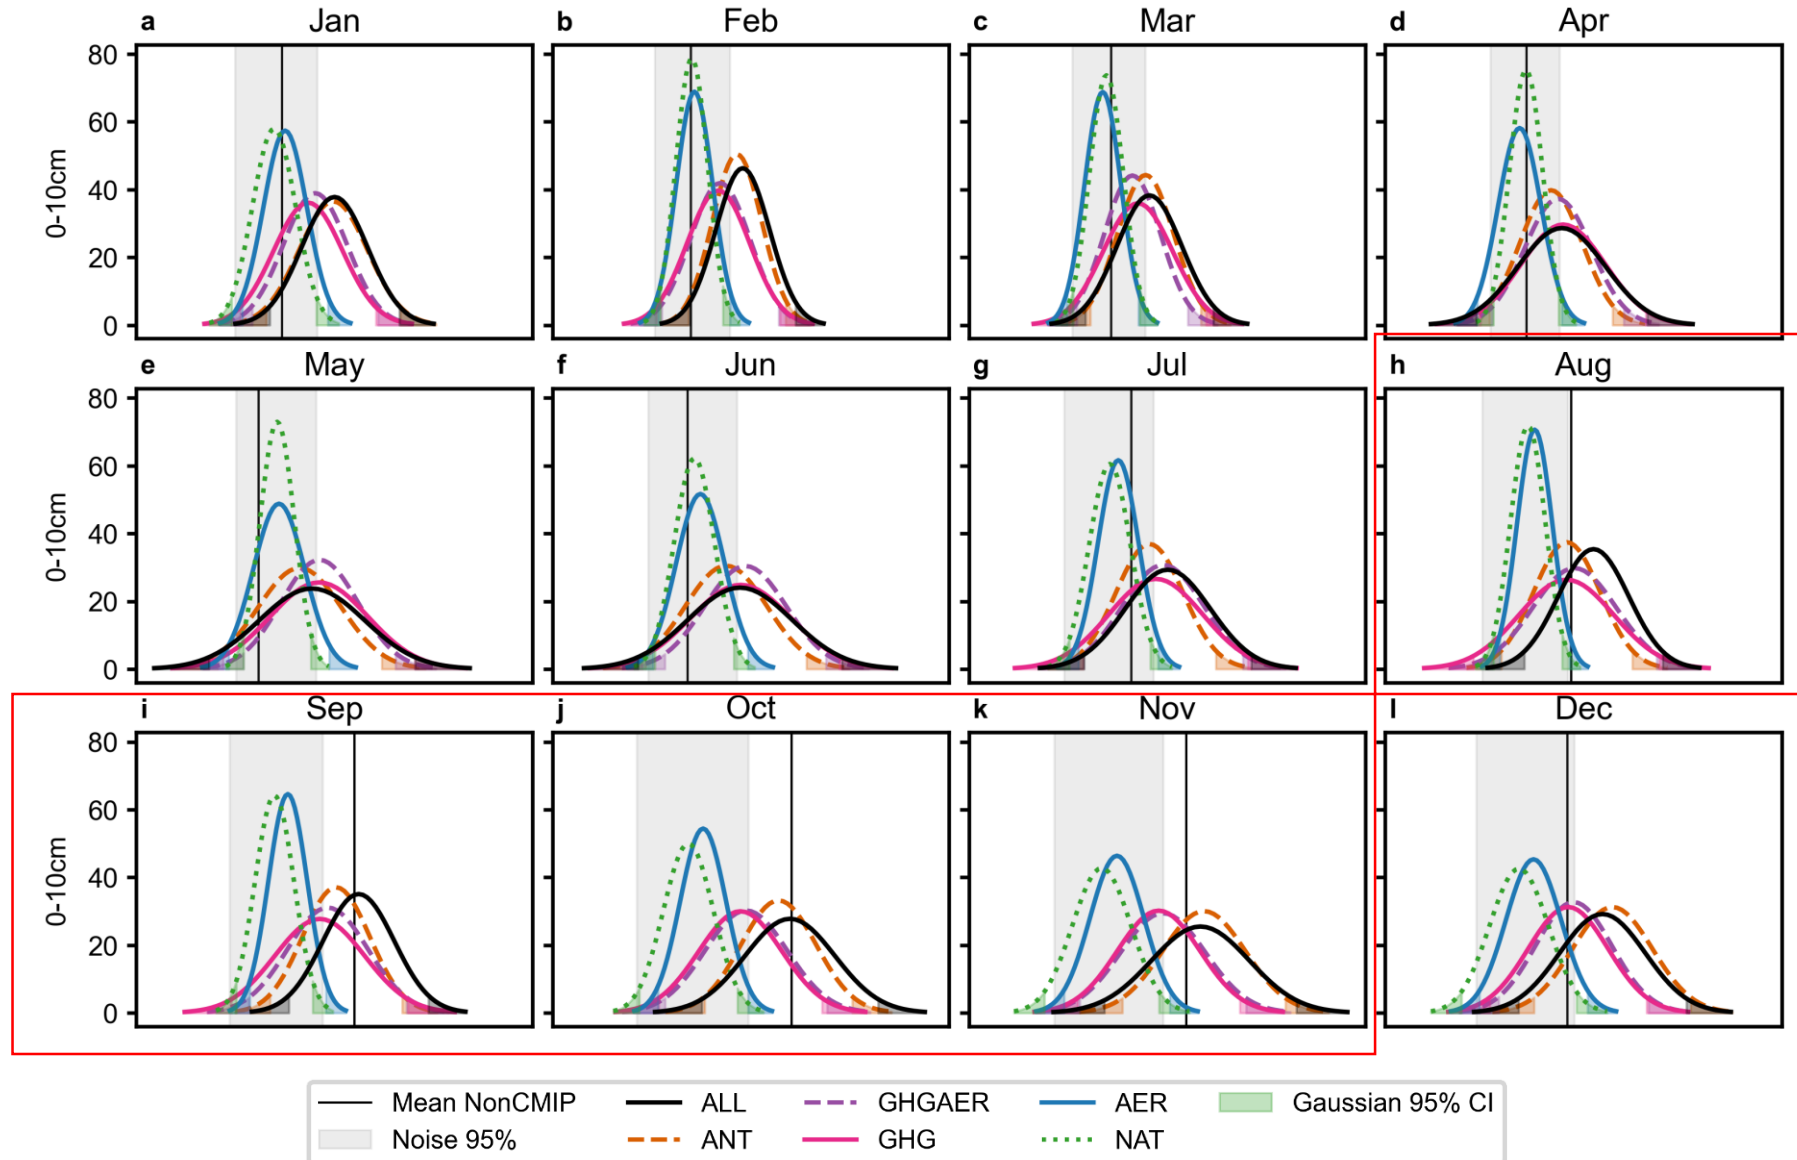 a Jan b Feb c Mar d Apr
80
60
40
20
0
0-10cm
e May f Jun g Jul h Aug
80
60
40
20
0
0-10cm
i Sep j Oct k Nov l Dec
80
60
40
20
0
0-10cm
Mean NonCMIP ALL GHGAER AER Gaussian 95% CI
Noise 95% ANT GHG NAT